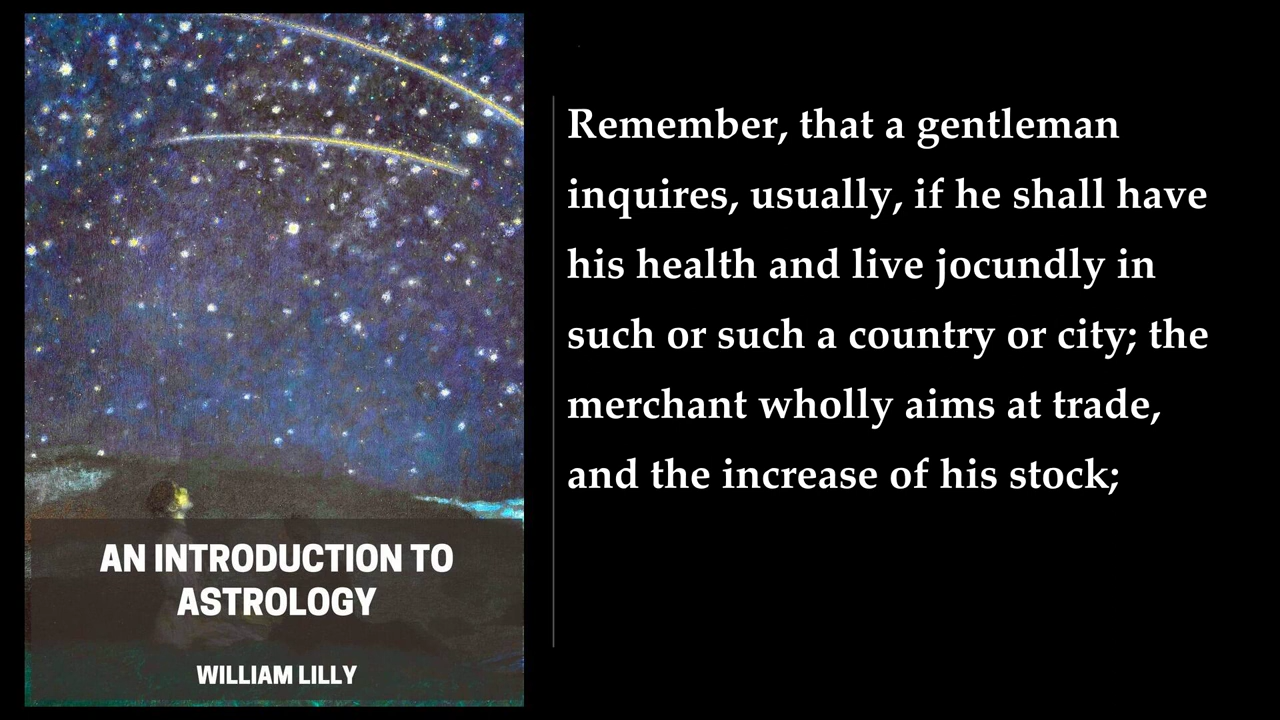 AN INTRODUCTION TO
ASTROLOGY
WILLIAM LILLY
Remember, that a gentleman
inquires, usually, if he shall have
his health and live jocundly in
such or such a country or city; the
merchant wholly aims at trade,
and the increase of his stock;